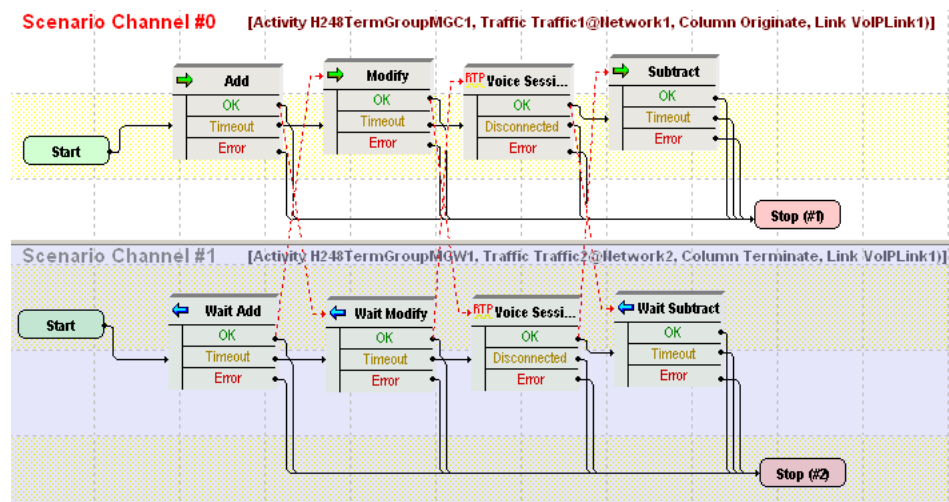 Scenario Channel #0 [Activity H248TermGroupMGC1, Traffic Traffic1@Network1, Column Originate, Link VoIPLink1)]
Add
OK
Timeout
Error
Modify
OK
Timeout
Error
RTP Voice Sessi...
OK
Disconnected
Error
Subtract
OK
Timeout
Error
Start
Stop (#1)
Scenario Channel #1 [Activity H248TermGroupMGW1, Traffic Traffic2@Network2, Column Terminate, Link VoIPLink1)]
Wait Add
OK
Timeout
Error
Wait Modify
OK
Timeout
Error
RTP Voice Sessi...
OK
Disconnected
Error
Wait Subtract
OK
Timeout
Error
Start
Stop (#2)